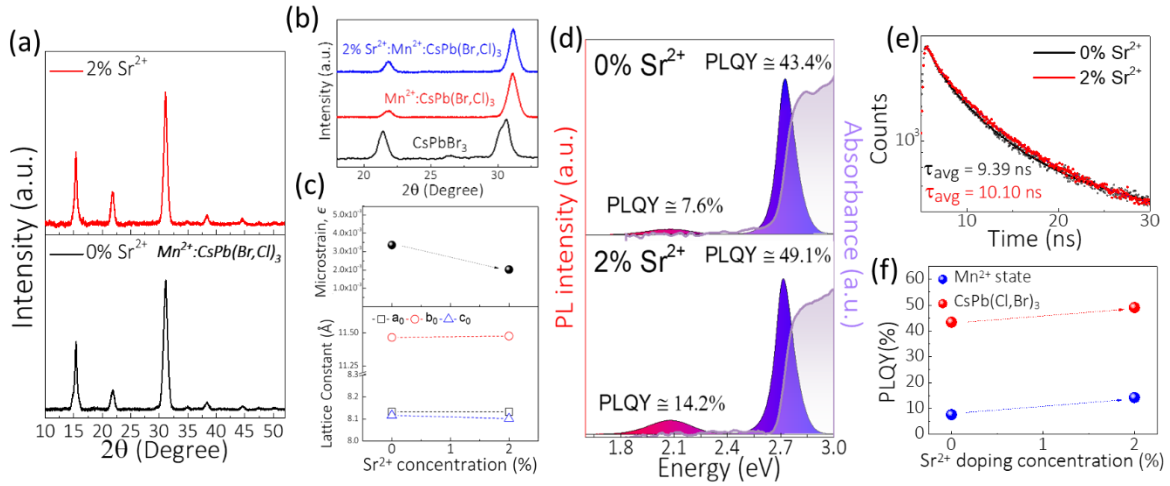 (a)
2% Sr²⁺
0% Sr²⁺ Mn²⁺:CsPb(Br,Cl)₃
Intensity (a.u.)
10 15 20 25 30 35 40 45 50
2θ (Degree)
(b)
2% Sr²⁺:Mn²⁺:CsPb(Br,Cl)₃
Mn²⁺:CsPb(Br,Cl)₃
CsPbBr₃
Intensity (a.u.)
20 25 30
2θ (Degree)
(c)
Microstrain, ϵ
a₀ b₀ c₀
Lattice Constant (Å)
11.50
11.25
8.3
8.2
8.1
8.0
0 1 2
Sr²⁺ concentration (%)
(d)
0% Sr²⁺
PLQY ≅ 43.4%
PLQY ≅ 7.6%
2% Sr²⁺
PLQY ≅ 49.1%
PLQY ≅ 14.2%
PL intensity (a.u.)
Absorbance (a.u.)
1.8 2.1 2.4 2.7 3.0
Energy (eV)
(e)
0% Sr²⁺
2% Sr²⁺
Counts
10³
τavg = 9.39 ns
τavg = 10.10 ns
10 20 30
Time (ns)
(f)
Mn²⁺ state
CsPb(Cl,Br)₃
PLQY(%)
60
50
40
30
20
10
0
0 1 2
Sr²⁺ doping concentration (%)